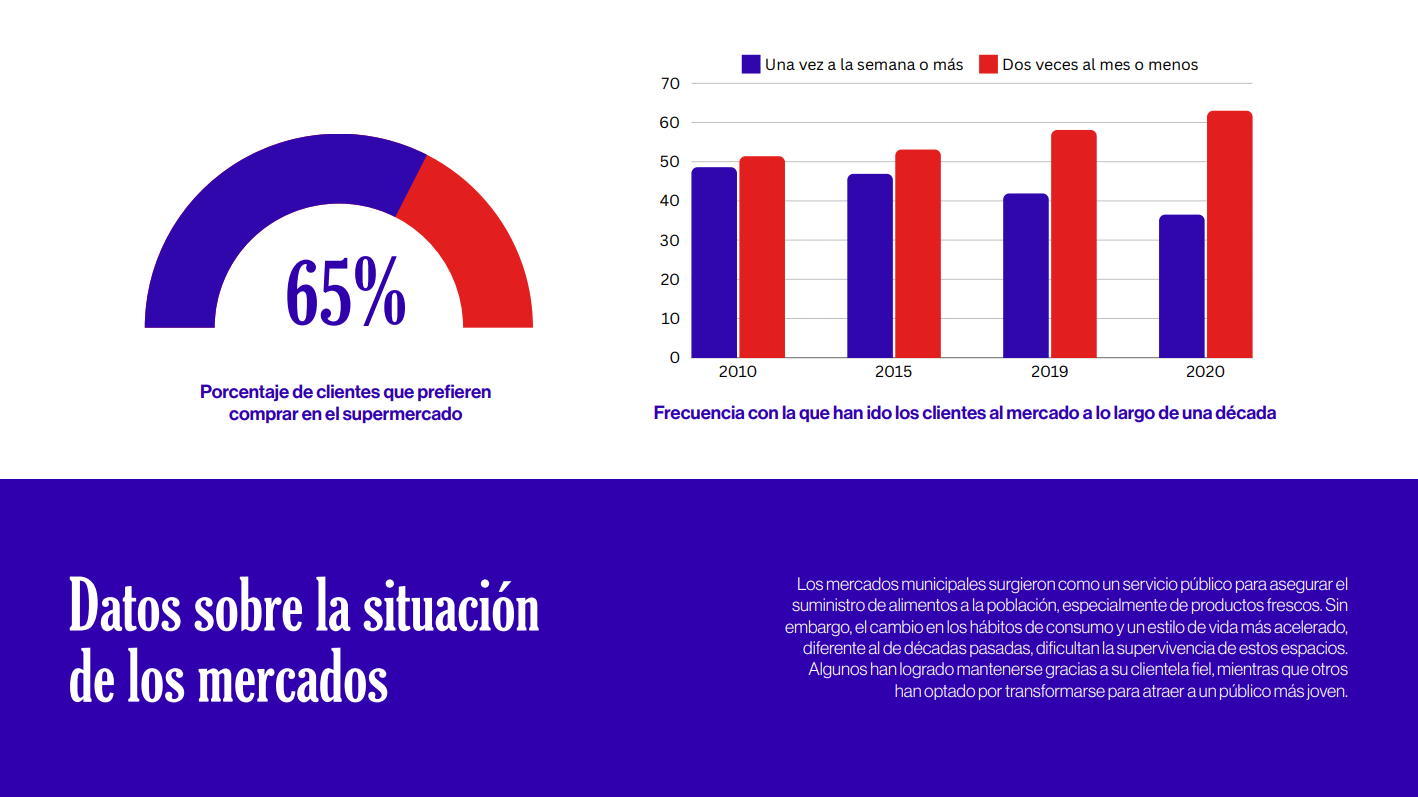 65%
Porcentaje de clientes que prefieren
comprar en el supermercado
Una vez a la semana o más
Dos veces al mes o menos
70
60
50
40
30
20
10
0
2010
2015
2019
2020
Frecuencia con la que han ido los clientes al mercado a lo largo de una década
Datos sobre la situación
de los mercados
Los mercados municipales surgieron como un servicio público para asegurar el
suministro de alimentos a la población, especialmente de productos frescos. Sin
embargo, el cambio en los hábitos de consumo y un estilo de vida más acelerado,
diferente al de décadas pasadas, dificultan la supervivencia de estos espacios.
Algunos han logrado mantenerse gracias a su clientela fiel, mientras que otros
han optado por transformarse para atraer a un público más joven.